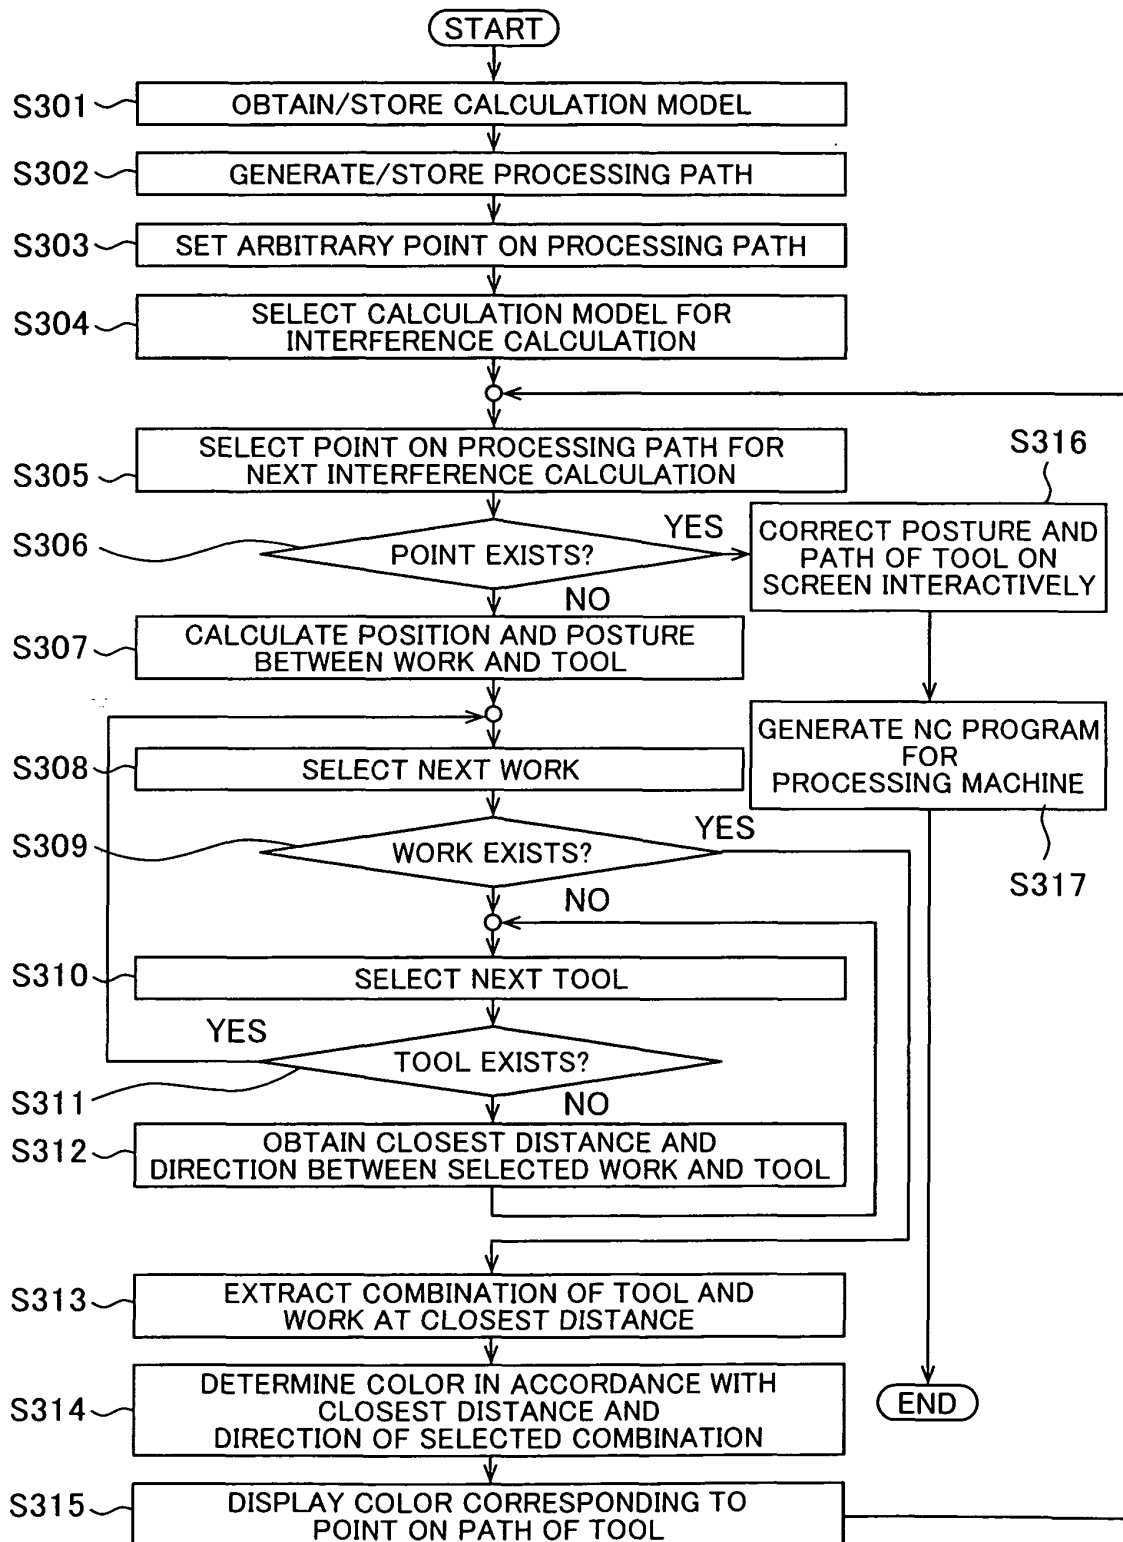 START
S301
OBTAIN/STORE CALCULATION MODEL
S302
GENERATE/STORE PROCESSING PATH
S303
SET ARBITRARY POINT ON PROCESSING PATH
S304
SELECT CALCULATION MODEL FOR
INTERFERENCE CALCULATION
S305
SELECT POINT ON PROCESSING PATH FOR
NEXT INTERFERENCE CALCULATION
S306
POINT EXISTS?
YES
NO
S316
CORRECT POSTURE AND
PATH OF TOOL ON
SCREEN INTERACTIVELY
S307
CALCULATE POSITION AND POSTURE
BETWEEN WORK AND TOOL
GENERATE NC PROGRAM
FOR
PROCESSING MACHINE
S317
S308
SELECT NEXT WORK
S309
WORK EXISTS?
YES
NO
S310
SELECT NEXT TOOL
YES
TOOL EXISTS?
S311
NO
S312
OBTAIN CLOSEST DISTANCE AND
DIRECTION BETWEEN SELECTED WORK AND TOOL
S313
EXTRACT COMBINATION OF TOOL AND
WORK AT CLOSEST DISTANCE
S314
DETERMINE COLOR IN ACCORDANCE WITH
CLOSEST DISTANCE AND
DIRECTION OF SELECTED COMBINATION
END
S315
DISPLAY COLOR CORRESPONDING TO
POINT ON PATH OF TOOL